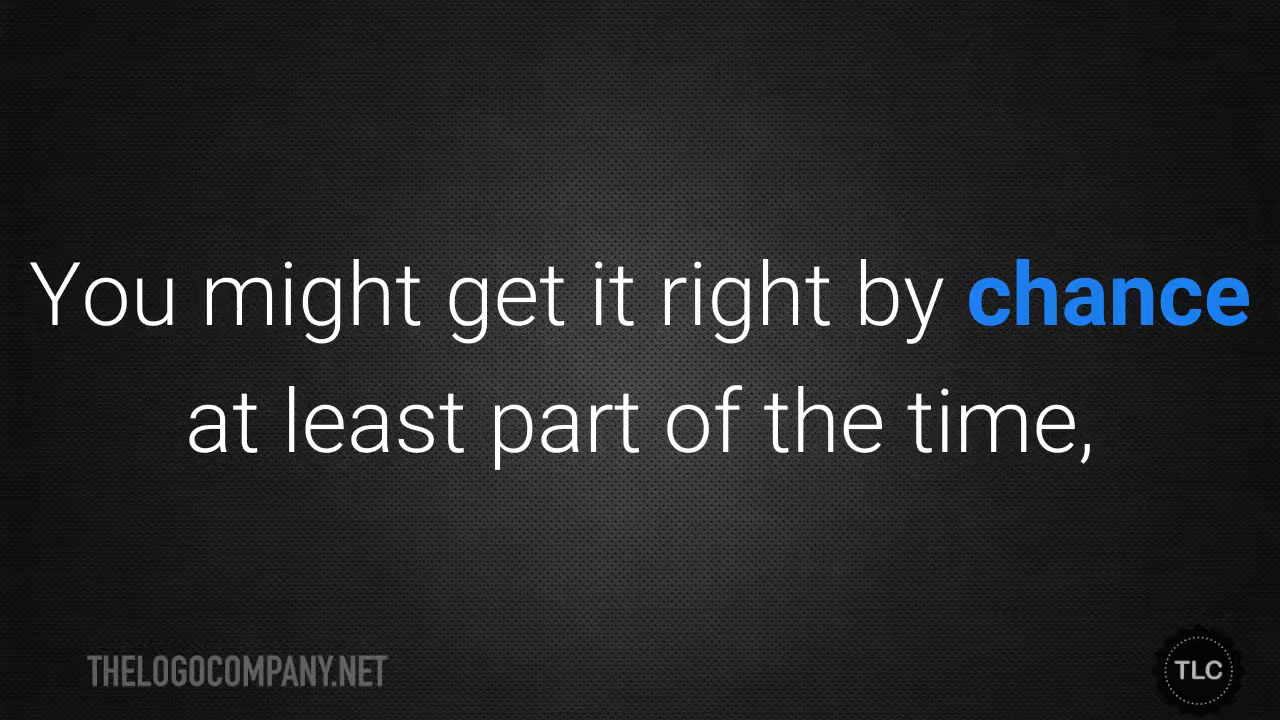 You might get it right by chance
at least part of the time,
THELOGOCOMPANY.NET
TLC